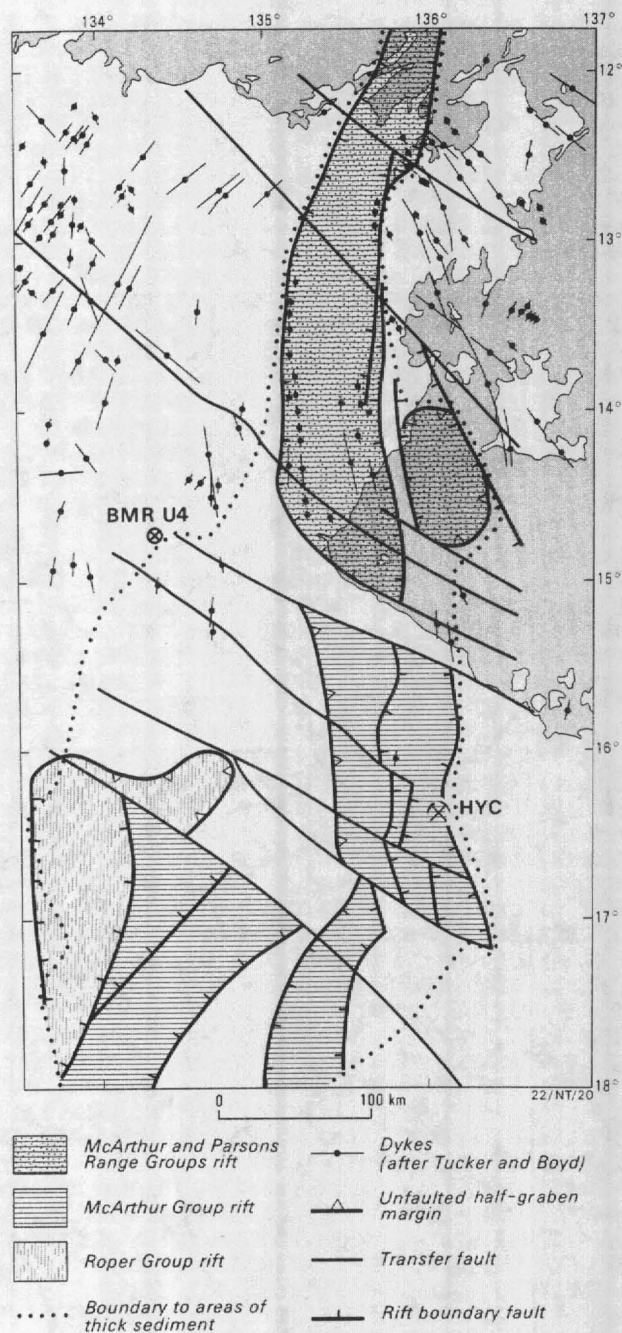 134° 135° 136° 137°
12°
13°
14°
BMR U4
15°
16°
HYC
17°
18°
0 100 km
22/NT/20
McArthur and Parsons
Range Groups rift
McArthur Group rift
Roper Group rift
Boundary to areas of
thick sediment
Dykes
(after Tucker and Boyd)
Unfaulted half-graben
margin
Transfer fault
Rift boundary fault